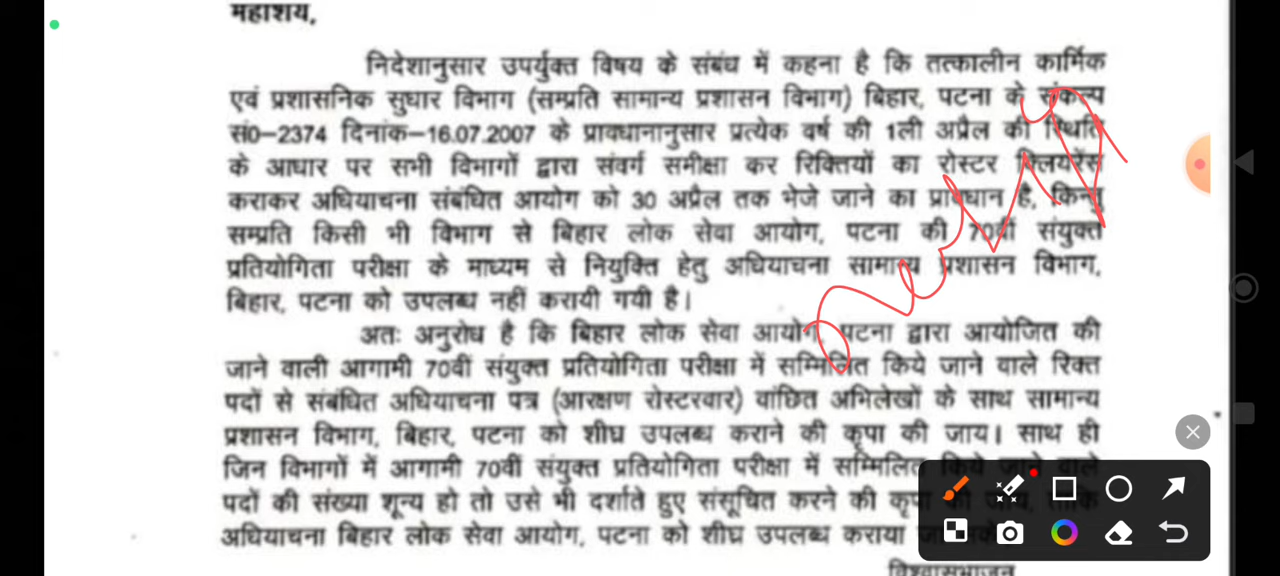 महाशय,
निदेशानुसार उपर्युक्त विषय के संबंध में कहना है कि तत्कालीन कार्मिक
एवं प्रशासनिक सुधार विभाग (सम्प्रति सामान्य प्रशासन विभाग) बिहार, पटना के संकल्प
सं0-2374 दिनांक-16.07.2007 के प्रावधानानुसार प्रत्येक वर्ष की 1ली अप्रैल की स्थिति
के आधार पर सभी विभागों द्वारा संवर्ग समीक्षा कर रिक्तियों का रोस्टर क्लियरेंस
कराकर अधियाचना संबंधित आयोग को 30 अप्रैल तक भेजे जाने का प्रावधान है, किन्तु
सम्प्रति किसी भी विभाग से बिहार लोक सेवा आयोग, पटना की 70वीं संयुक्त
प्रतियोगिता परीक्षा के माध्यम से नियुक्ति हेतु अधियाचना सामान्य प्रशासन विभाग,
बिहार, पटना को उपलब्ध नहीं करायी गयी है।
अतः अनुरोध है कि बिहार लोक सेवा आयोग, पटना द्वारा आयोजित की
जाने वाली आगामी 70वीं संयुक्त प्रतियोगिता परीक्षा में सम्मिलित किये जाने वाले रिक्त
पदों से संबंधित अधियाचना पत्र (आरक्षण रोस्टरवार) वांछित अभिलेखों के साथ सामान्य
प्रशासन विभाग, बिहार, पटना को शीघ्र उपलब्ध कराने की कृपा की जाय। साथ ही
जिन विभागों में आगामी 70वीं संयुक्त प्रतियोगिता परीक्षा में सम्मिलित किये जाने वाले
पदों की संख्या शून्य हो तो उसे भी दर्शाते हुए संसूचित करने की कृपा की जाय, ताकि
अधियाचना बिहार लोक सेवा आयोग, पटना को शीघ्र उपलब्ध कराया
विश्वासभाजन